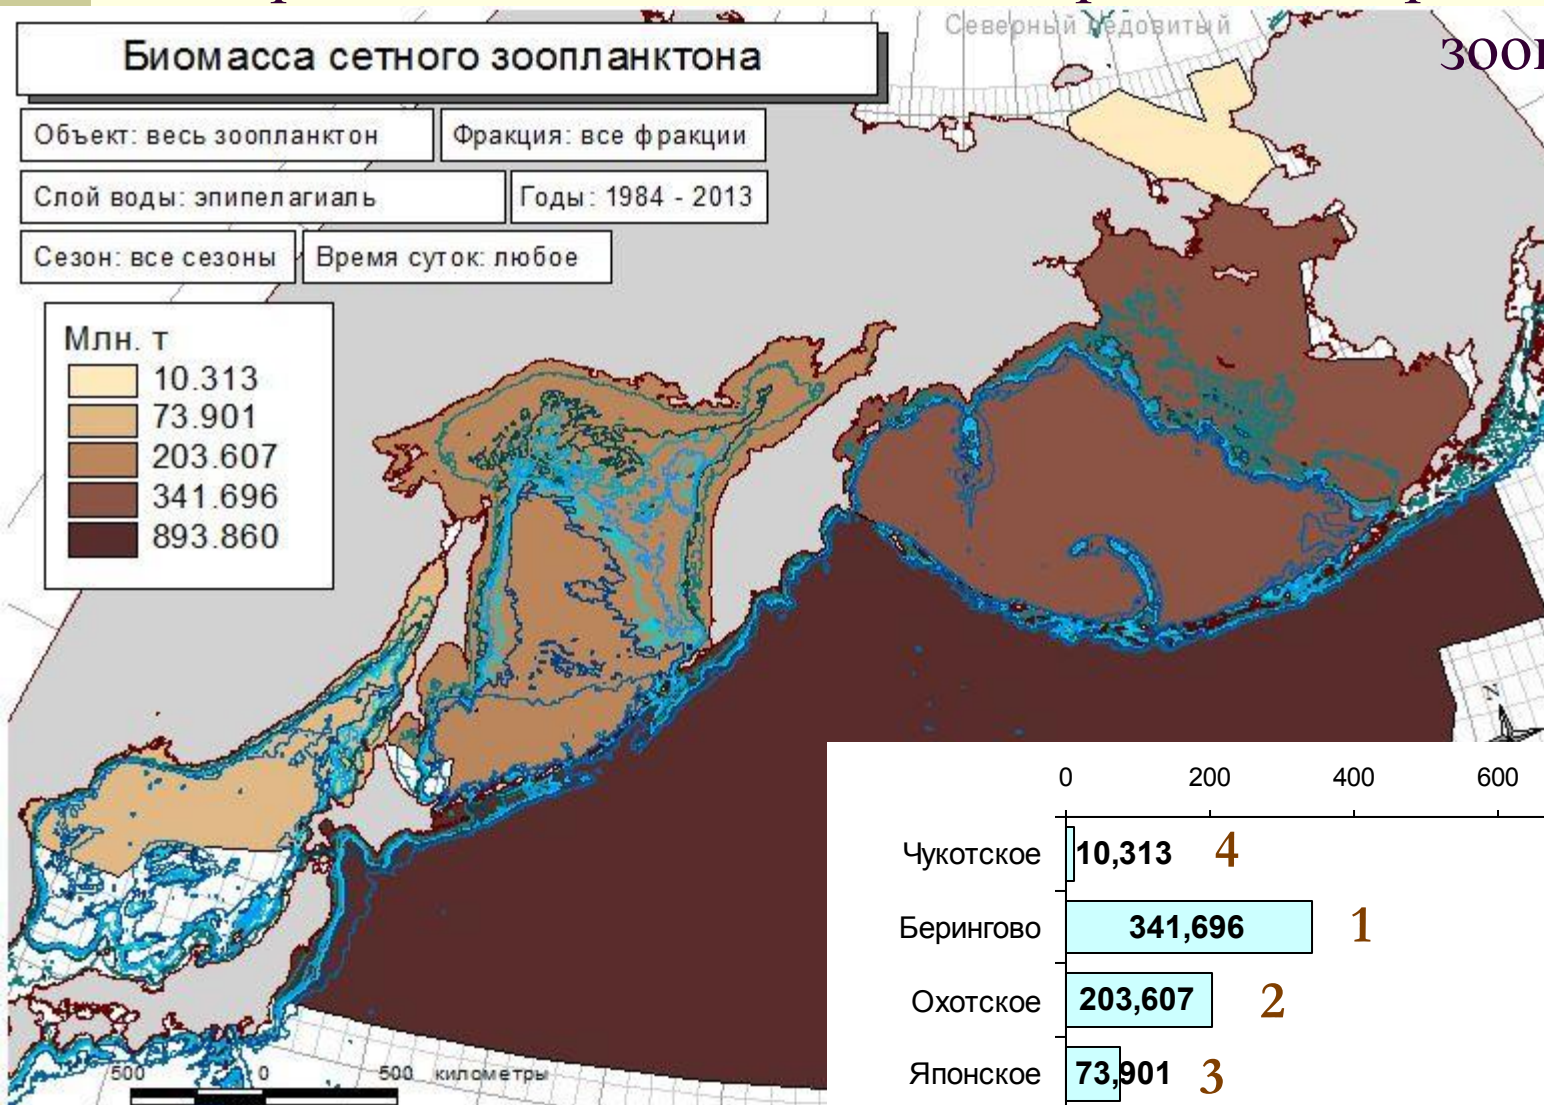 Северный Ледовитый
Биомасса сетного зоопланктона
Объект: весь зоопланктон
Фракция: все фракции
Слой воды: эпипелагиаль
Годы: 1984 - 2013
Сезон: все сезоны
Время суток: любое
Млн. т
10.313
73.901
203.607
341.696
893.860
N
0 200 400 600
Чукотское 10,313 4
Берингово 341,696 1
Охотское 203,607 2
Японское 73,901 3
500 0 500 километры